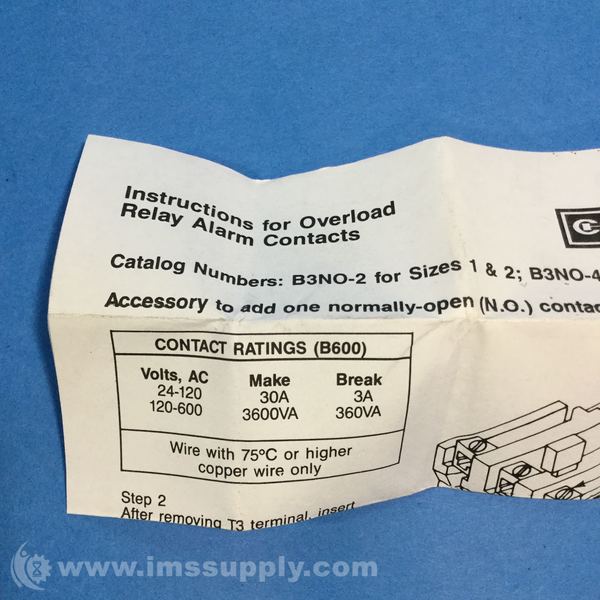 Instructions for Overload
Relay Alarm Contacts
Catalog Numbers: B3NO-2 for Sizes 1 & 2; B3NO-4
Accessory to add one normally-open (N.O.) contac
CONTACT RATINGS (B600)
Volts, AC Make Break
24-120 30A 3A
120-600 3600VA 360VA
Wire with 75°C or higher
copper wire only
Step 2
After removing T3 terminal, insert
www.imssupply.com